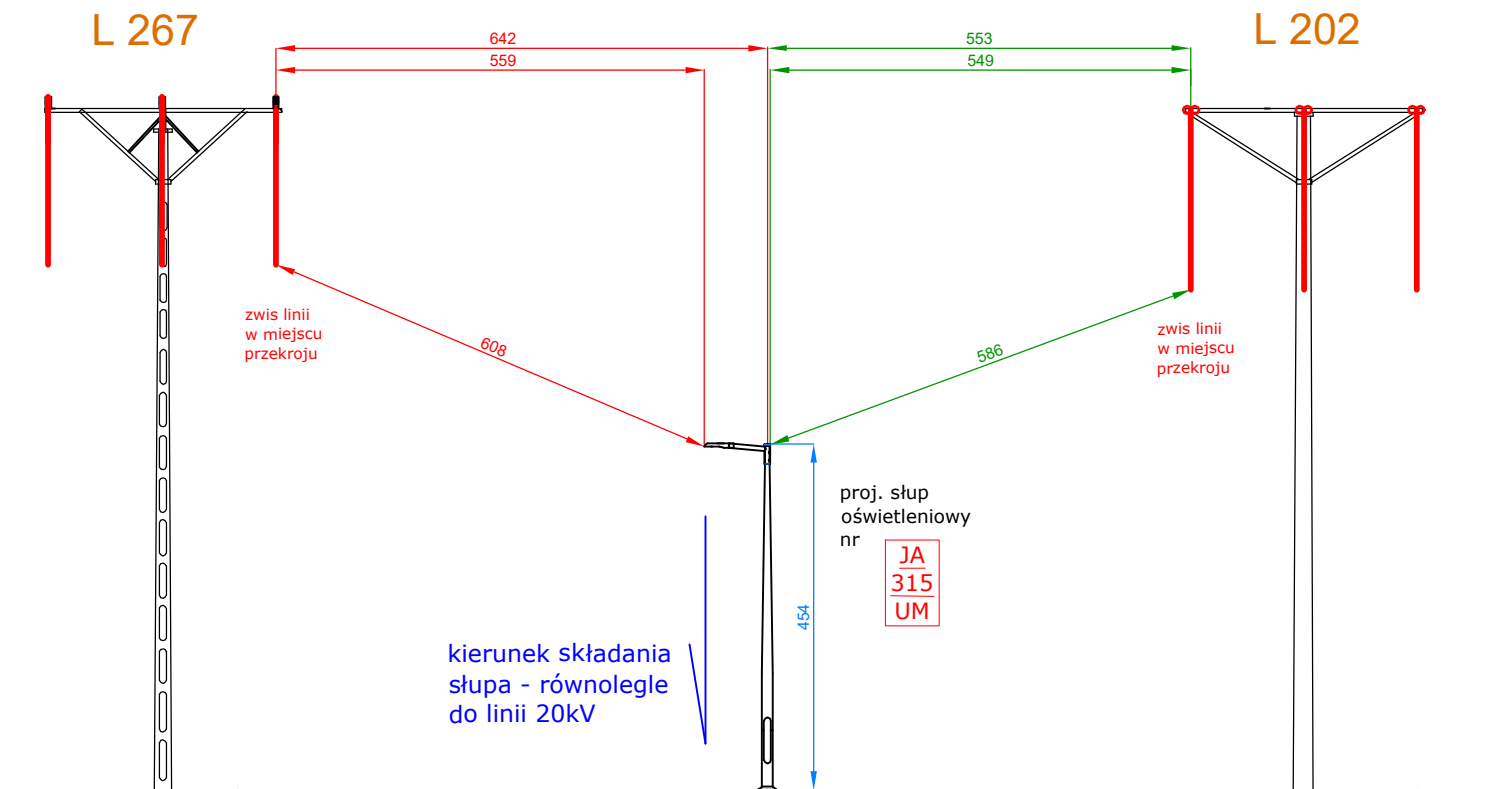 L 267
L 202
642
553
559
549
zwis linii
w miejscu
przekroju
608
586
zwis linii
w miejscu
przekroju
proj. słup
oświetleniowy
nr
JA
315
UM
454
kierunek składania
słupa - równolegle
do linii 20kV